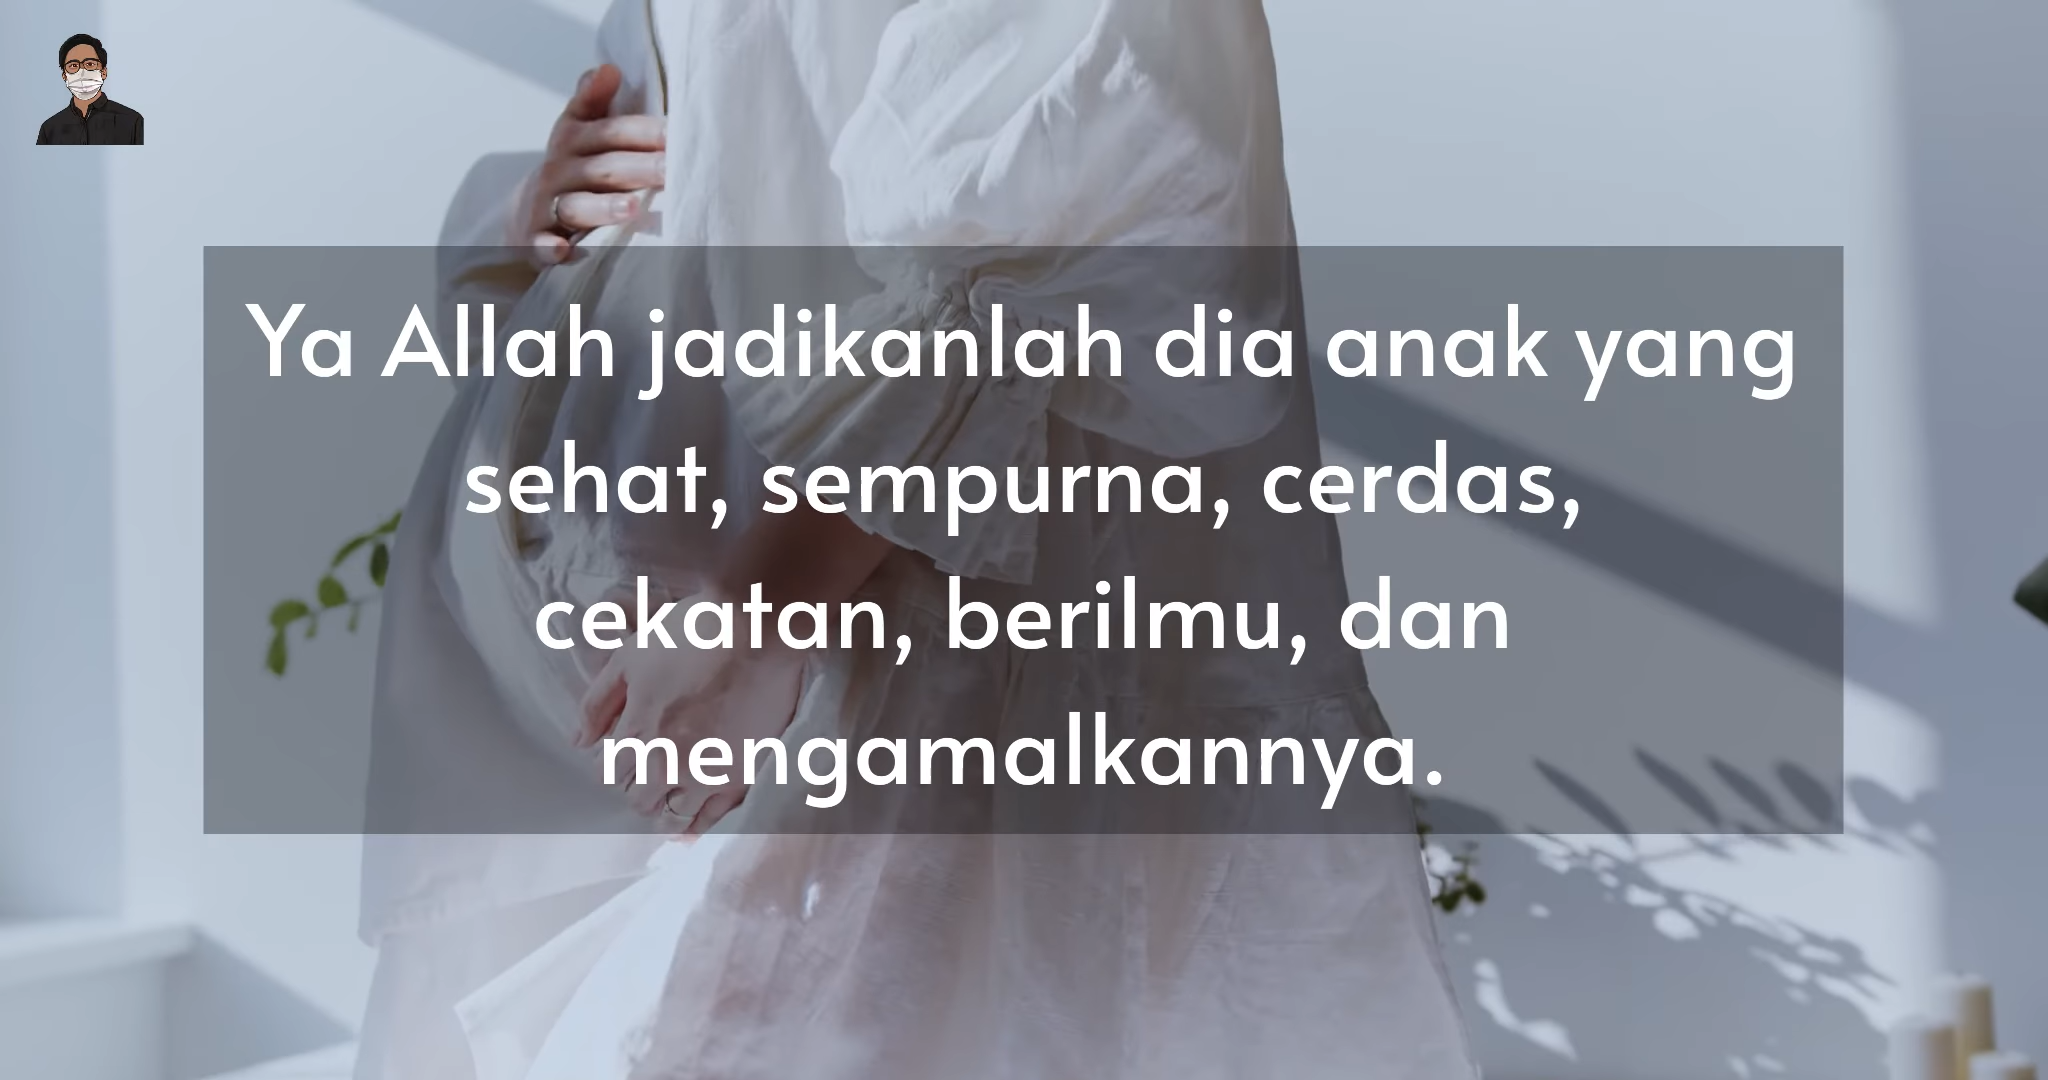 Ya Allah jadikanlah dia anak yang
sehat, sempurna, cerdas,
cekatan, berilmu, dan
mengamalkannya.